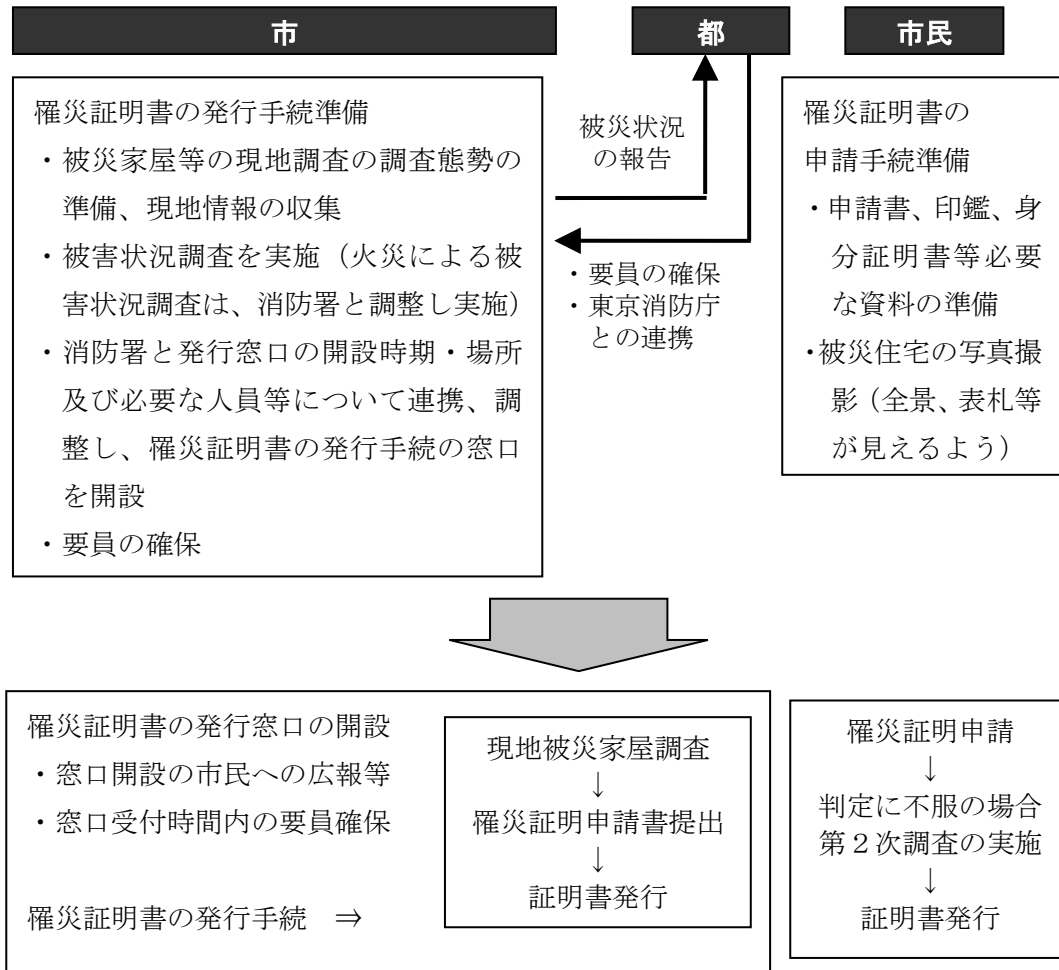 市
都
市民
罹災証明書の発行手続準備
・被災家屋等の現地調査の調査態勢の
準備、現地情報の収集
・被害状況調査を実施（火災による被
害状況調査は、消防署と調整し実施）
・消防署と発行窓口の開設時期・場所
及び必要な人員等について連携、調
整し、罹災証明書の発行手続の窓口
を開設
・要員の確保
被災状況
の報告
・要員の確保
・東京消防庁
との連携
罹災証明書の
申請手続準備
・申請書、印鑑、身
分証明書等必要
な資料の準備
・被災住宅の写真撮
影（全景、表札等
が見えるよう）
罹災証明書の発行窓口の開設
・窓口開設の市民への広報等
・窓口受付時間内の要員確保
罹災証明書の発行手続　⇒
現地被災家屋調査
↓
罹災証明申請書提出
↓
証明書発行
罹災証明申請
↓
判定に不服の場合
第２次調査の実施
↓
証明書発行